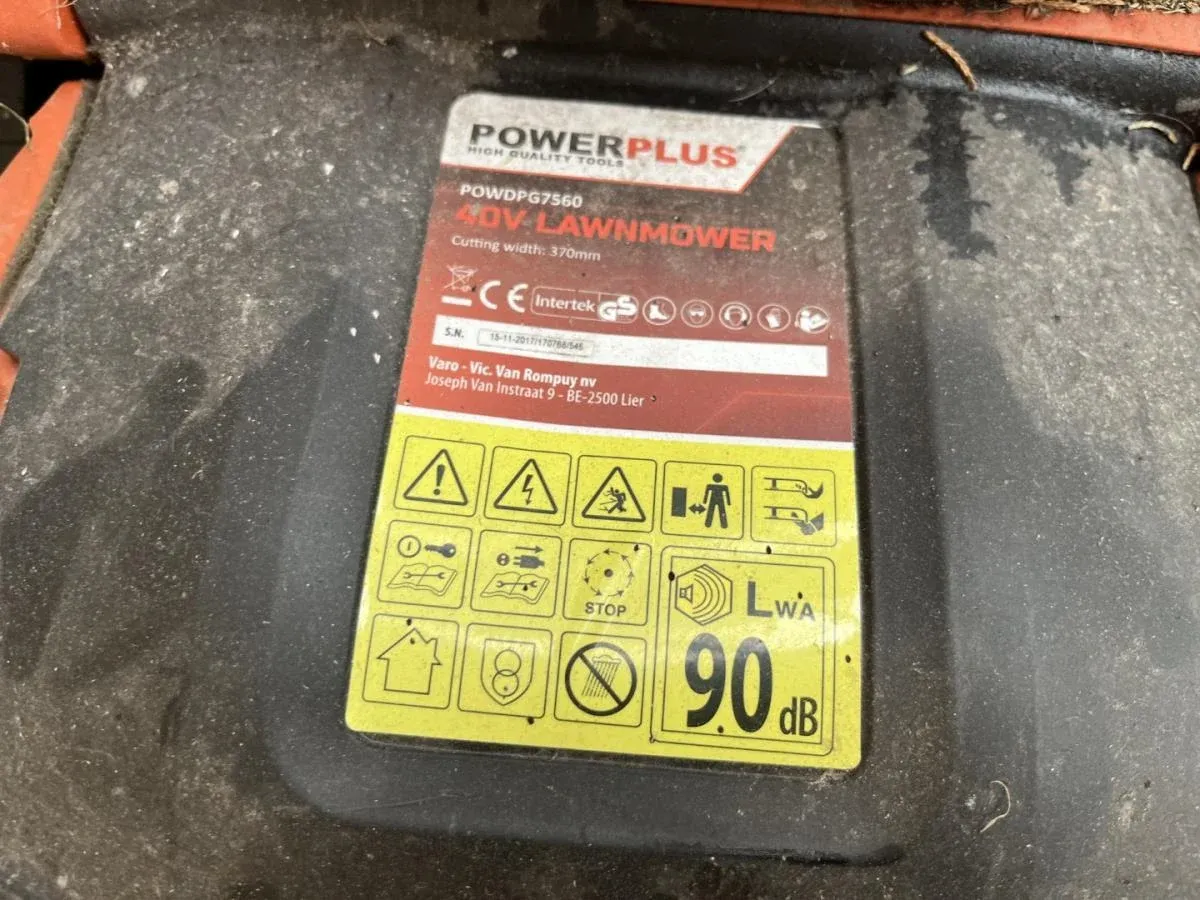 POWERPLUS
HIGH QUALITY TOOLS
POWDPG7560
40V LAWNMOWER
Cutting width: 370mm
CE Intertek GS
S.N. 15-11-2017/170766/546
Varo - Vic. Van Rompuy nv
Joseph Van Instraat 9 - BE-2500 Lier
STOP
LWA
90 dB